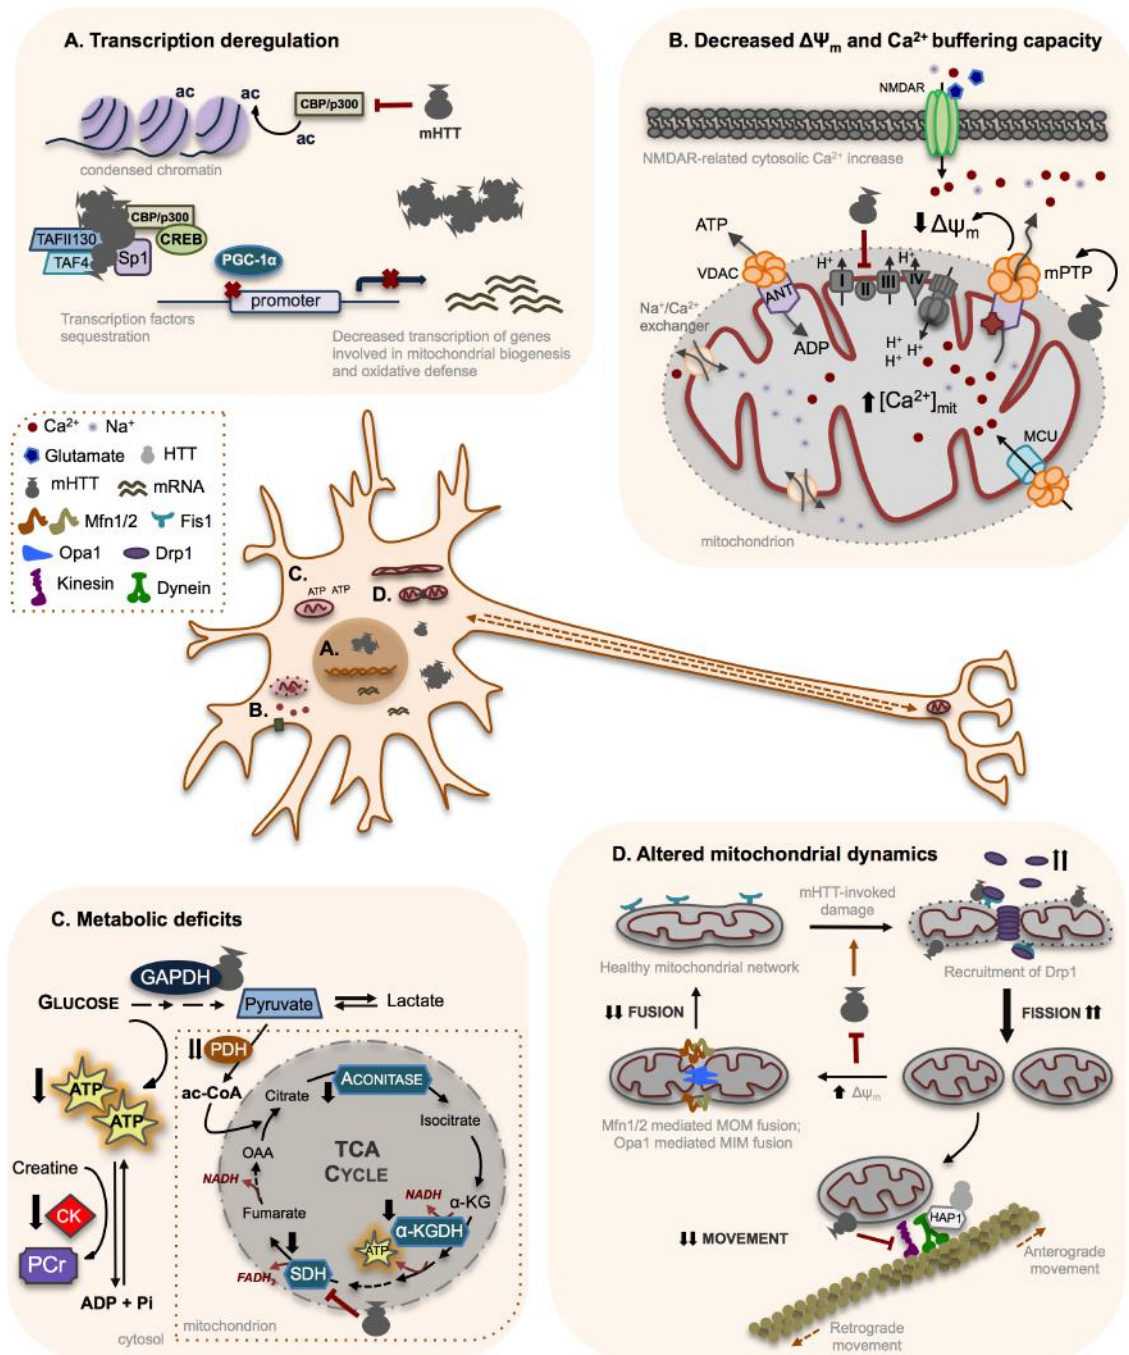 A. Transcription deregulation
ac
ac
CBP/p300
ac
mHTT
condensed chromatin
CBP/p300
TAFII130
CREB
TAF4
Sp1
PGC-1α
promoter
Transcription factors
sequestration
Decreased transcription of genes
involved in mitochondrial biogenesis
and oxidative defense
B. Decreased ΔΨm and Ca²⁺ buffering capacity
NMDAR
NMDAR-related cytosolic Ca²⁺ increase
ΔΨm
ATP
VDAC
ANT
ADP
H⁺
H⁺
H⁺
I
II
III
IV
mPTP
Na⁺/Ca²⁺
exchanger
H⁺
H⁺
H⁺
[Ca²⁺]mit
MCU
mitochondrion
Ca²⁺
Na⁺
Glutamate
HTT
mHTT
mRNA
Mfn1/2
Fis1
Opa1
Drp1
Kinesin
Dynein
C.
ATP ATP
D.
A.
B.
C. Metabolic deficits
GAPDH
GLUCOSE
Pyruvate
Lactate
PDH
ac-CoA
ATP
ATP
Citrate
ACONITASE
Isocitrate
OAA
TCA
CYCLE
NADH
NADH
α-KG
Fumarate
α-KGDH
ATP
SDH
FADH2
Creatine
CK
PCr
ADP + Pi
cytosol
mitochondrion
D. Altered mitochondrial dynamics
mHTT-invoked
damage
Healthy mitochondrial network
Recruitment of Drp1
FUSION
FISSION
ΔΨm
Mfn1/2 mediated MOM fusion;
Opa1 mediated MIM fusion
HAP1
MOVEMENT
Anterograde
movement
Retrograde
movement